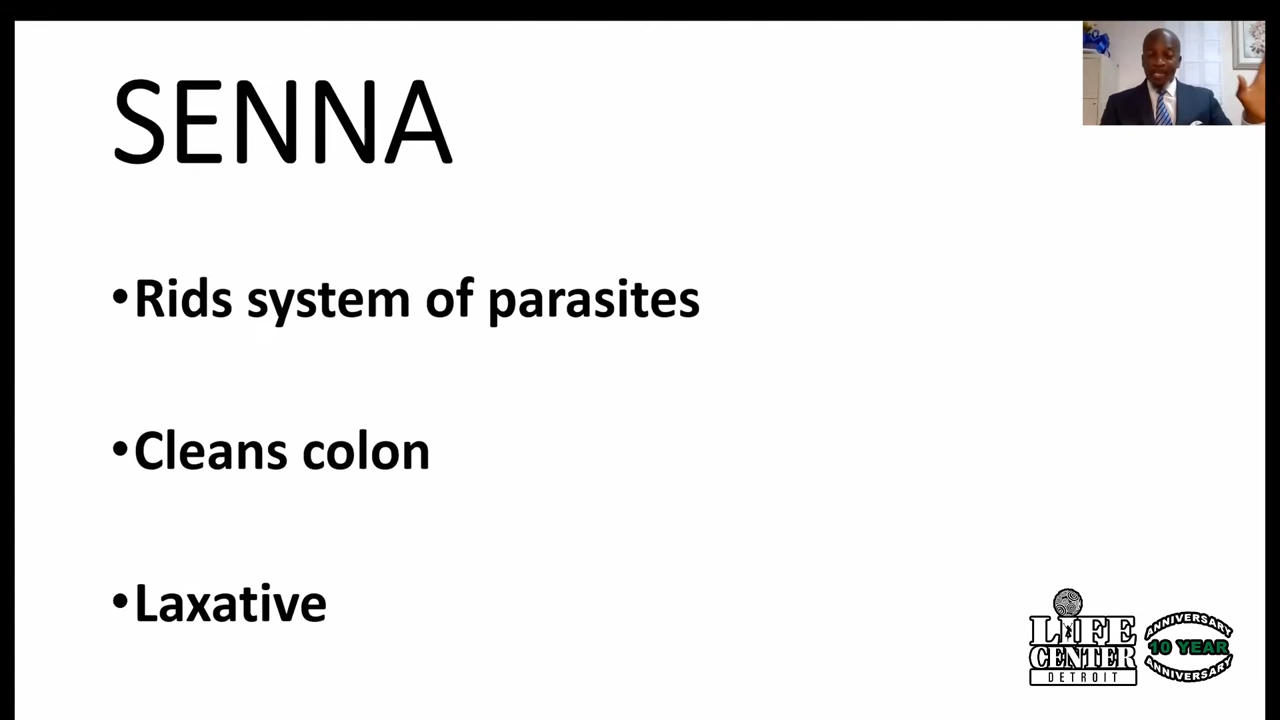 SENNA
•Rids system of parasites
•Cleans colon
•Laxative
LIFE
CENTER
DETROIT
ANNIVERSARY
10 YEAR
ANNIVERSARY